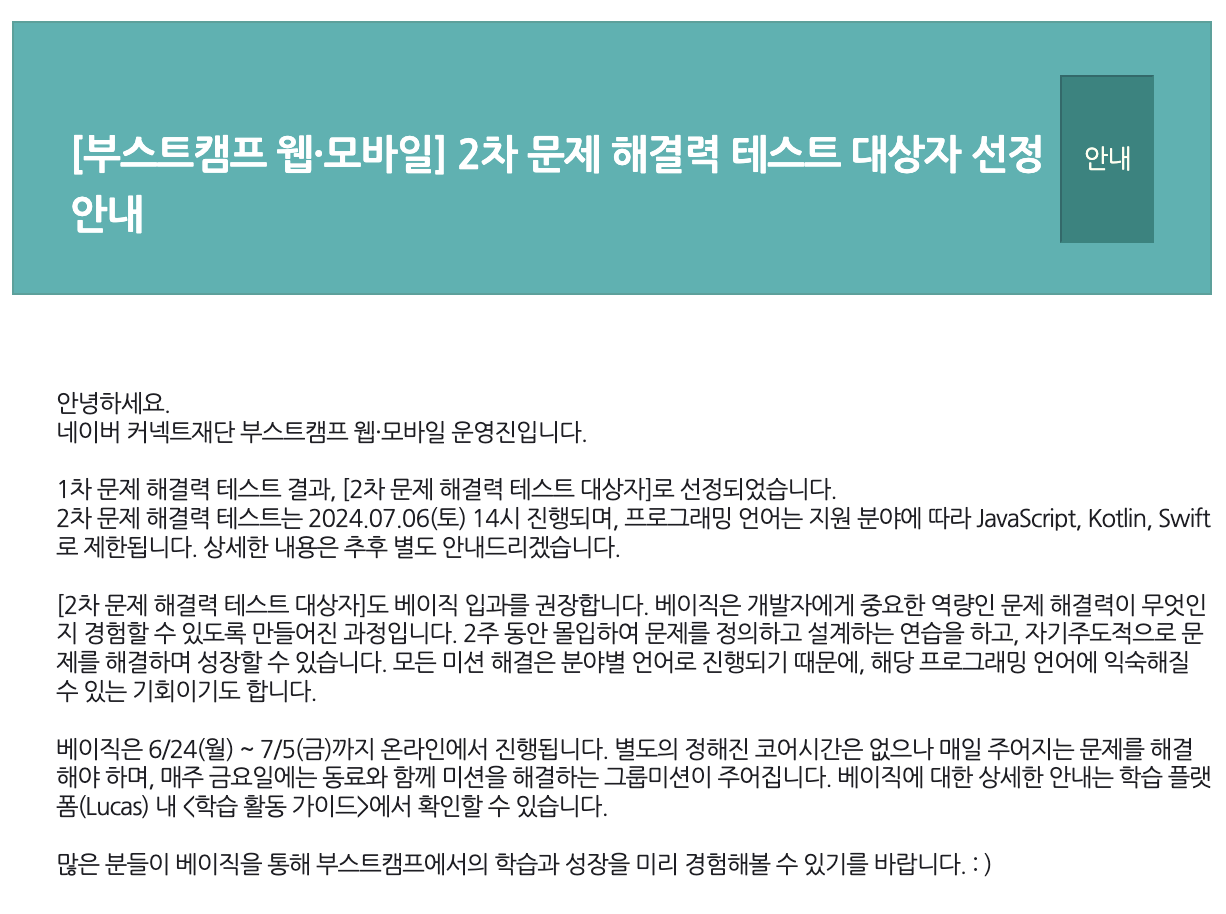 [부스트캠프 웹·모바일] 2차 문제 해결력 테스트 대상자 선정
안내
안내
안녕하세요.
네이버 커넥트재단 부스트캠프 웹·모바일 운영진입니다.
1차 문제 해결력 테스트 결과, [2차 문제 해결력 테스트 대상자]로 선정되었습니다.
2차 문제 해결력 테스트는 2024.07.06(토) 14시 진행되며, 프로그래밍 언어는 지원 분야에 따라 JavaScript, Kotlin, Swift
로 제한됩니다. 상세한 내용은 추후 별도 안내드리겠습니다.
[2차 문제 해결력 테스트 대상자]도 베이직 입과를 권장합니다. 베이직은 개발자에게 중요한 역량인 문제 해결력이 무엇인
지 경험할 수 있도록 만들어진 과정입니다. 2주 동안 몰입하여 문제를 정의하고 설계하는 연습을 하고, 자기주도적으로 문
제를 해결하며 성장할 수 있습니다. 모든 미션 해결은 분야별 언어로 진행되기 때문에, 해당 프로그래밍 언어에 익숙해질
수 있는 기회이기도 합니다.
베이직은 6/24(월) ~ 7/5(금)까지 온라인에서 진행됩니다. 별도의 정해진 코어시간은 없으나 매일 주어지는 문제를 해결
해야 하며, 매주 금요일에는 동료와 함께 미션을 해결하는 그룹미션이 주어집니다. 베이직에 대한 상세한 안내는 학습 플랫
폼(Lucas) 내 <학습 활동 가이드>에서 확인할 수 있습니다.
많은 분들이 베이직을 통해 부스트캠프에서의 학습과 성장을 미리 경험해볼 수 있기를 바랍니다. : )